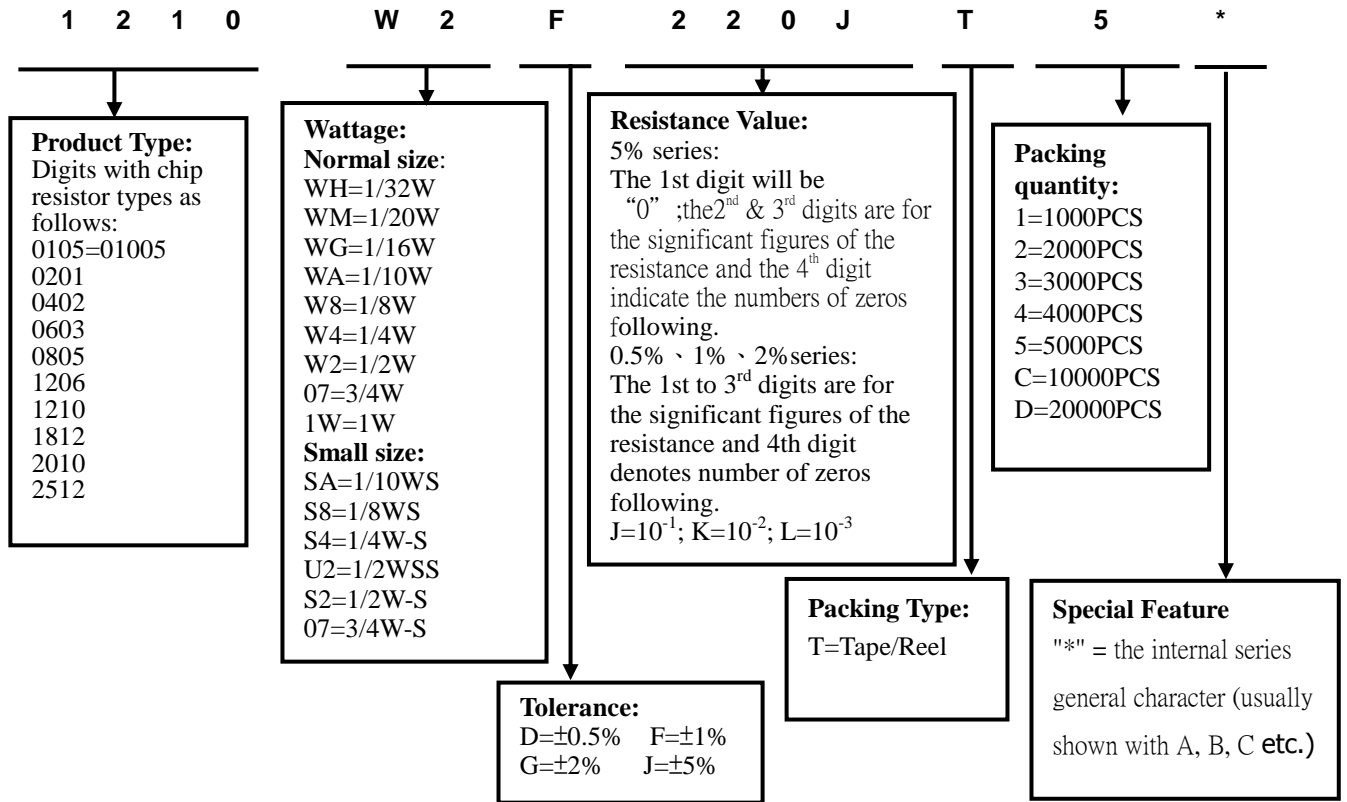 1 2 1 0 W 2 F 2 2 0 J T 5 *
Product Type:
Digits with chip
resistor types as
follows:
0105=01005
0201
0402
0603
0805
1206
1210
1812
2010
2512
Wattage:
Normal size:
WH=1/32W
WM=1/20W
WG=1/16W
WA=1/10W
W8=1/8W
W4=1/4W
W2=1/2W
07=3/4W
1W=1W
Small size:
SA=1/10WS
S8=1/8WS
S4=1/4W-S
U2=1/2WSS
S2=1/2W-S
07=3/4W-S
Tolerance:
D=±0.5% F=±1%
G=±2% J=±5%
Resistance Value:
5% series:
The 1st digit will be
“0” ;the2nd & 3rd digits are for
the significant figures of the
resistance and the 4th digit
indicate the numbers of zeros
following.
0.5%、1%、2%series:
The 1st to 3rd digits are for
the significant figures of the
resistance and 4th digit
denotes number of zeros
following.
J=10-1; K=10-2; L=10-3
Packing Type:
T=Tape/Reel
Packing
quantity:
1=1000PCS
2=2000PCS
3=3000PCS
4=4000PCS
5=5000PCS
C=10000PCS
D=20000PCS
Special Feature
"*" = the internal series
general character (usually
shown with A, B, C etc.)